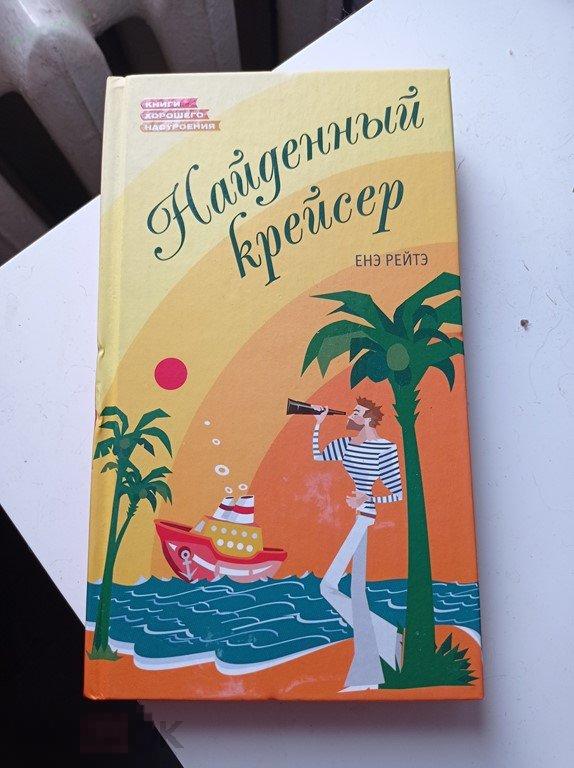 КНИГИ
ХОРОШЕГО
НАСТРОЕНИЯ
Найденный
крейсер
ЕНЭ РЕЙТЭ